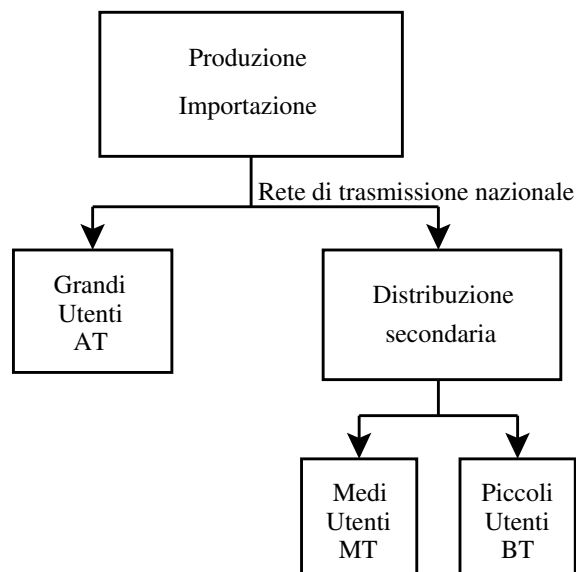 Produzione
Importazione
Rete di trasmissione nazionale
Grandi
Utenti
AT
Distribuzione
secondaria
Medi
Utenti
MT
Piccoli
Utenti
BT